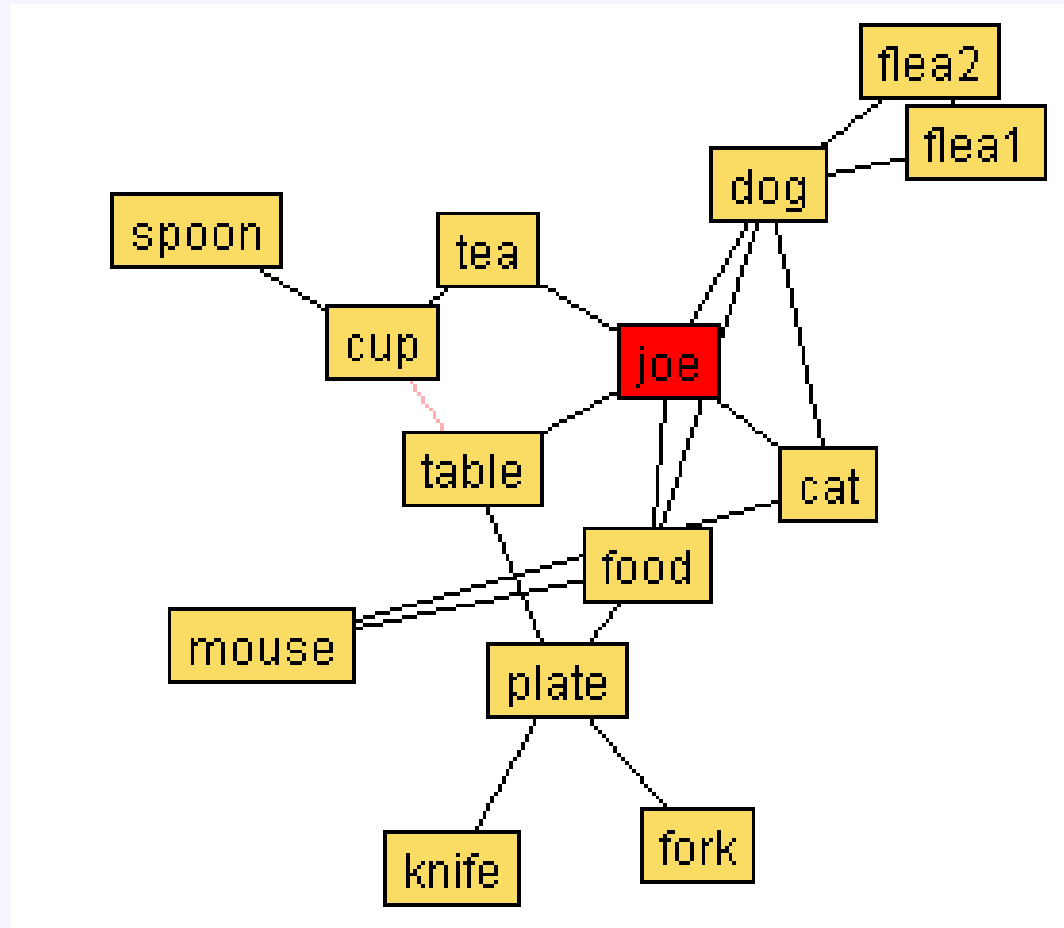 flea2
flea1
dog
spoon
tea
cup
joe
table
cat
food
mouse
plate
fork
knife